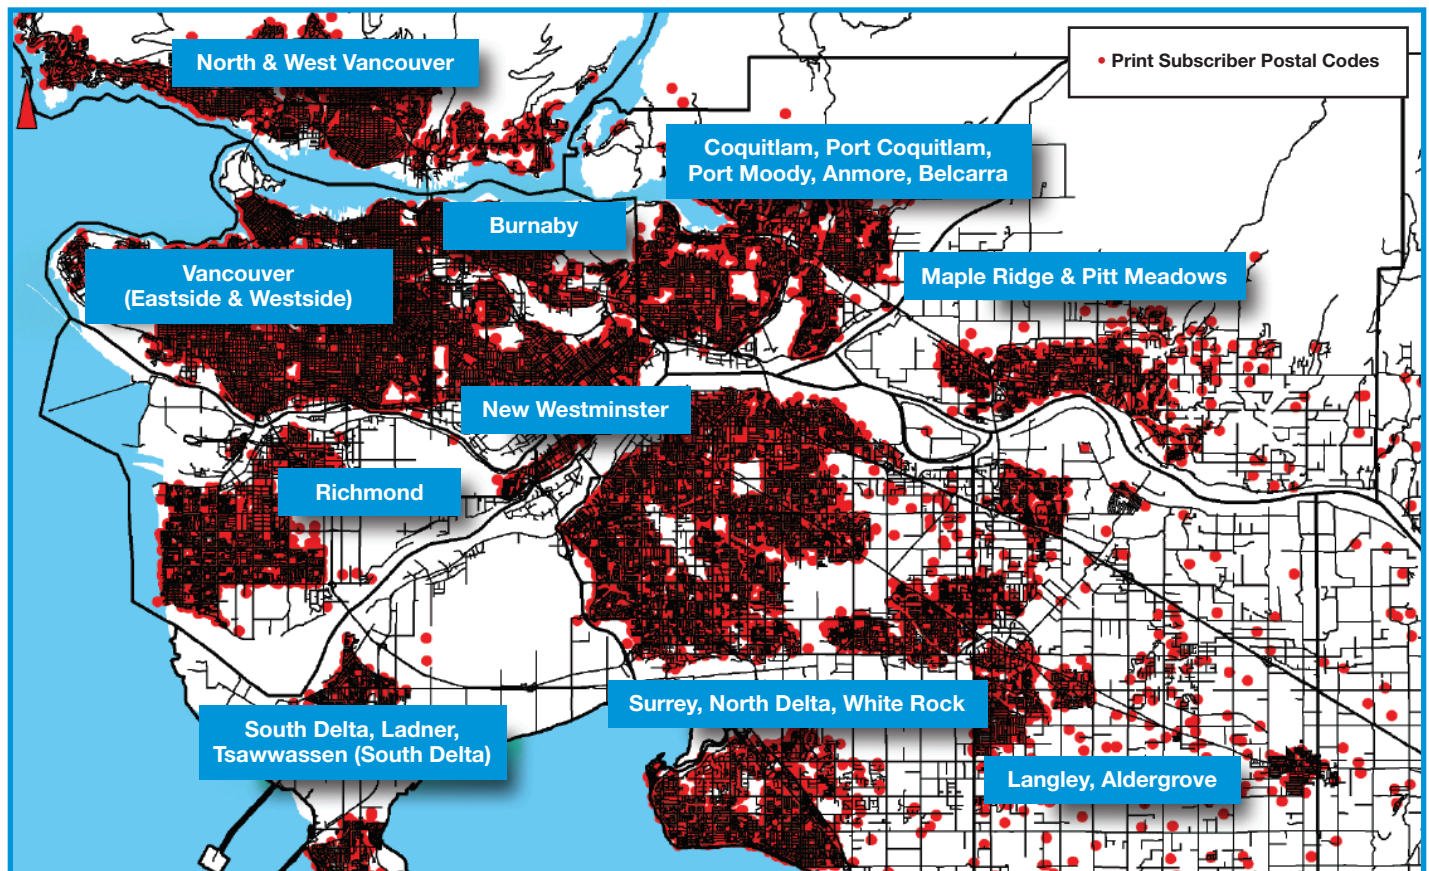 North & West Vancouver
• Print Subscriber Postal Codes
Coquitlam, Port Coquitlam,
Port Moody, Anmore, Belcarra
Burnaby
Vancouver
(Eastside & Westside)
Maple Ridge & Pitt Meadows
New Westminster
Richmond
Surrey, North Delta, White Rock
South Delta, Ladner,
Tsawwassen (South Delta)
Langley, Aldergrove